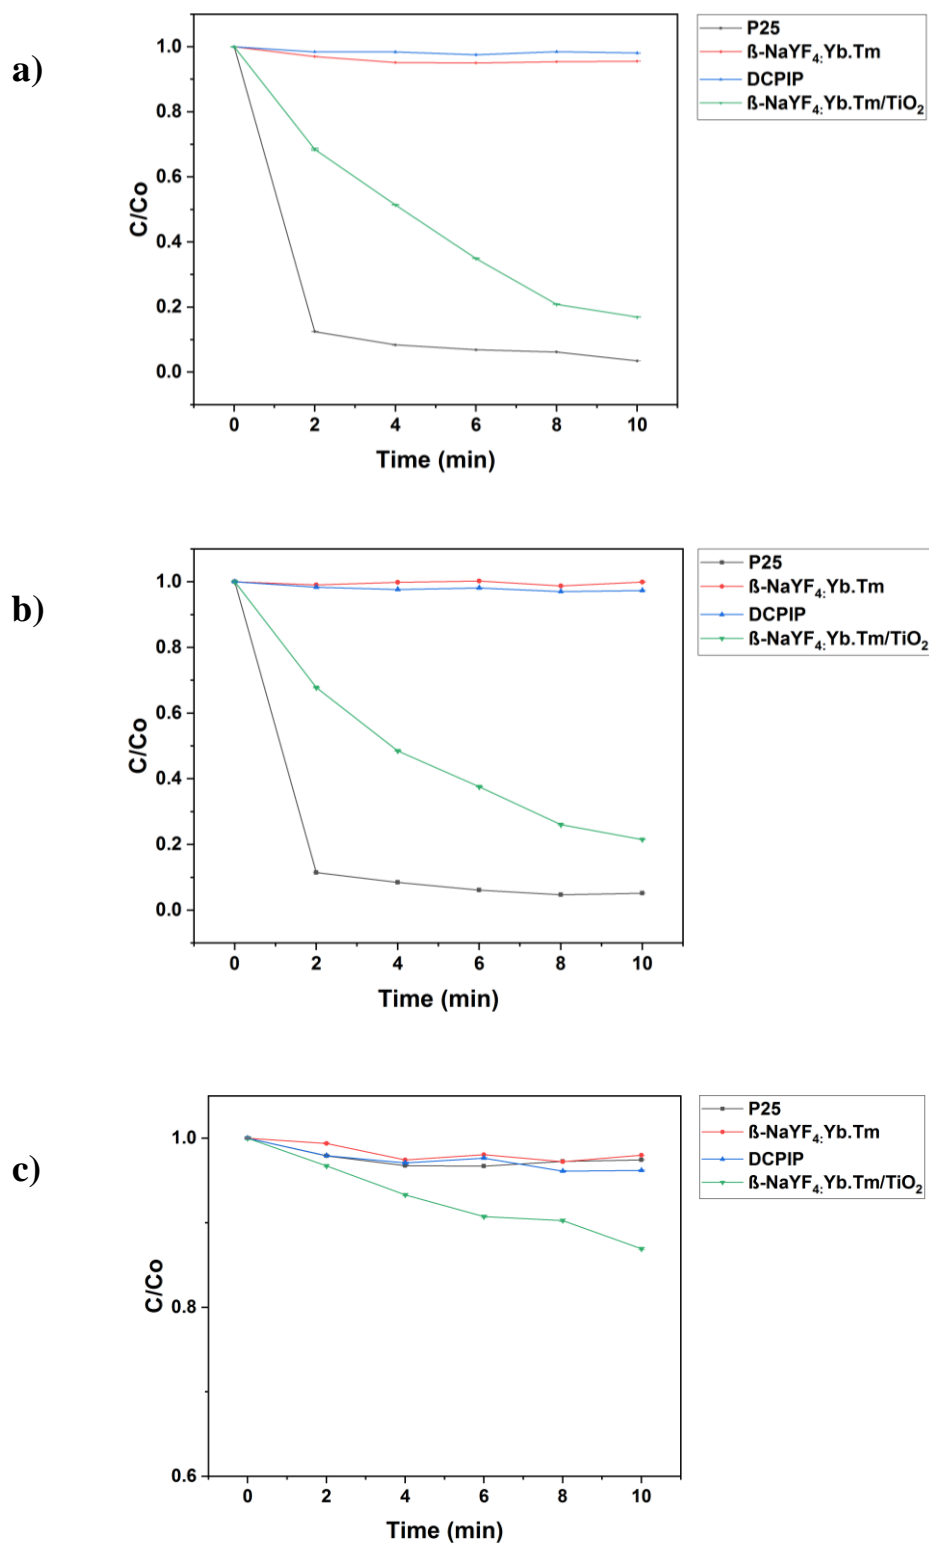 a)
P25
ß-NaYF4:Yb.Tm
DCPIP
ß-NaYF4:Yb.Tm/TiO2
1.0
0.8
0.6
0.4
0.2
0.0
C/Co
0 2 4 6 8 10
Time (min)
b)
P25
ß-NaYF4:Yb.Tm
DCPIP
ß-NaYF4:Yb.Tm/TiO2
1.0
0.8
0.6
0.4
0.2
0.0
C/Co
0 2 4 6 8 10
Time (min)
c)
P25
ß-NaYF4:Yb.Tm
DCPIP
ß-NaYF4:Yb.Tm/TiO2
1.0
0.8
0.6
C/Co
0 2 4 6 8 10
Time (min)